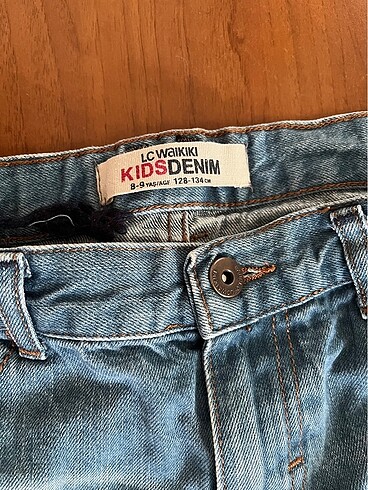 LC WAIKIKI
KIDSDENIM
8-9 YAŞ/AGE 128-134 CM